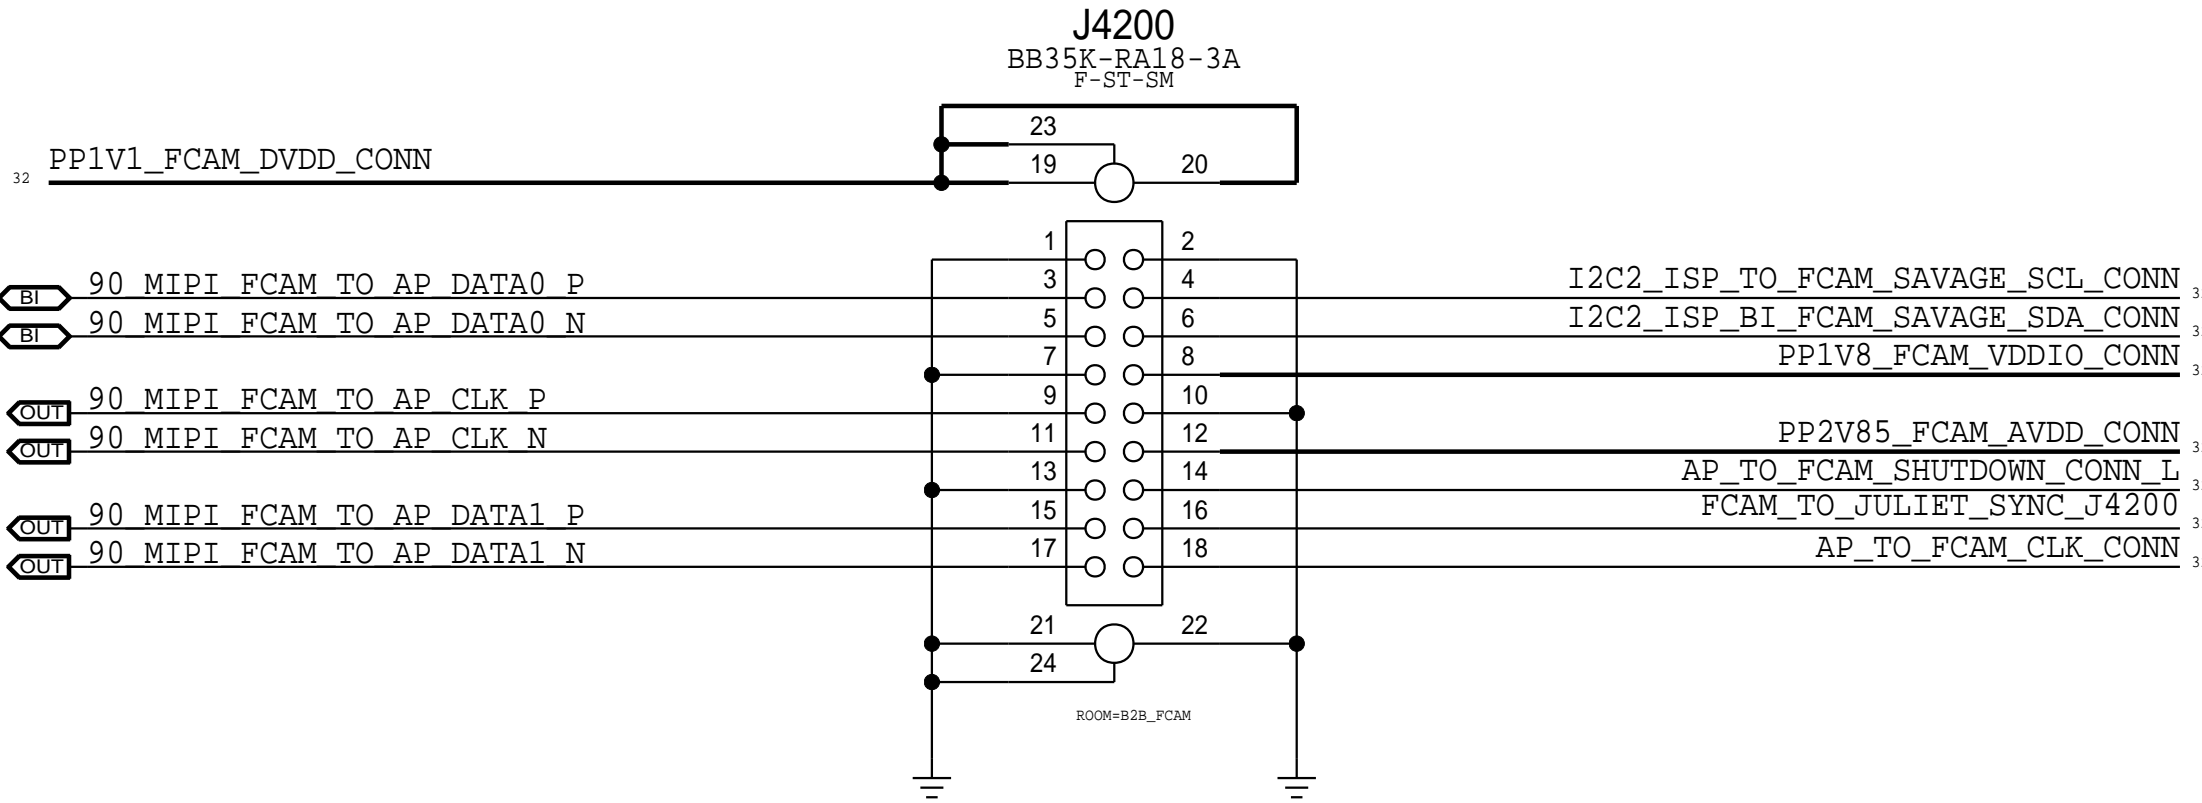 J4200
BB35K-RA18-3A
F-ST-SM
23
32 PP1V1_FCAM_DVDD_CONN 19 20
1 2
BI 90_MIPI_FCAM_TO_AP_DATA0_P 3 4 I2C2_ISP_TO_FCAM_SAVAGE_SCL_CONN
BI 90_MIPI_FCAM_TO_AP_DATA0_N 5 6 I2C2_ISP_BI_FCAM_SAVAGE_SDA_CONN
7 8 PP1V8_FCAM_VDDIO_CONN
OUT 90_MIPI_FCAM_TO_AP_CLK_P 9 10
OUT 90_MIPI_FCAM_TO_AP_CLK_N 11 12 PP2V85_FCAM_AVDD_CONN
13 14 AP_TO_FCAM_SHUTDOWN_CONN_L
OUT 90_MIPI_FCAM_TO_AP_DATA1_P 15 16 FCAM_TO_JULIET_SYNC_J4200
OUT 90_MIPI_FCAM_TO_AP_DATA1_N 17 18 AP_TO_FCAM_CLK_CONN
21 22
24
ROOM=B2B_FCAM